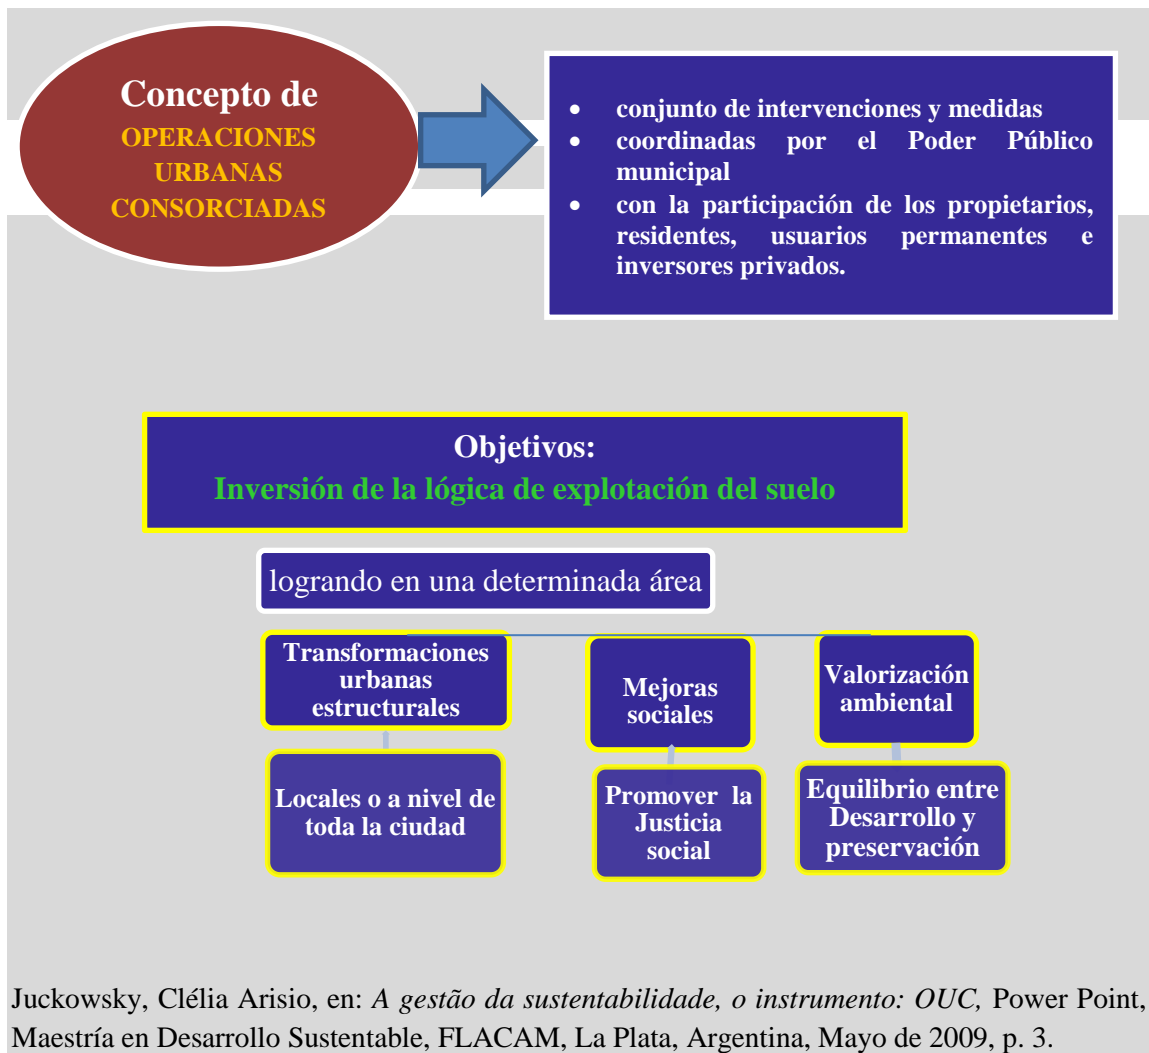 Concepto de
OPERACIONES
URBANAS
CONSORCIADAS
• conjunto de intervenciones y medidas
• coordinadas por el Poder Público
municipal
• con la participación de los propietarios,
residentes, usuarios permanentes e
inversores privados.
Objetivos:
Inversión de la lógica de explotación del suelo
logrando en una determinada área
Transformaciones
urbanas
estructurales
Mejoras
sociales
Valorización
ambiental
Locales o a nivel de
toda la ciudad
Promover la
Justicia
social
Equilibrio entre
Desarrollo y
preservación
Juckowsky, Clélia Arisio, en: A gestão da sustentabilidade, o instrumento: OUC, Power Point,
Maestría en Desarrollo Sustentable, FLACAM, La Plata, Argentina, Mayo de 2009, p. 3.